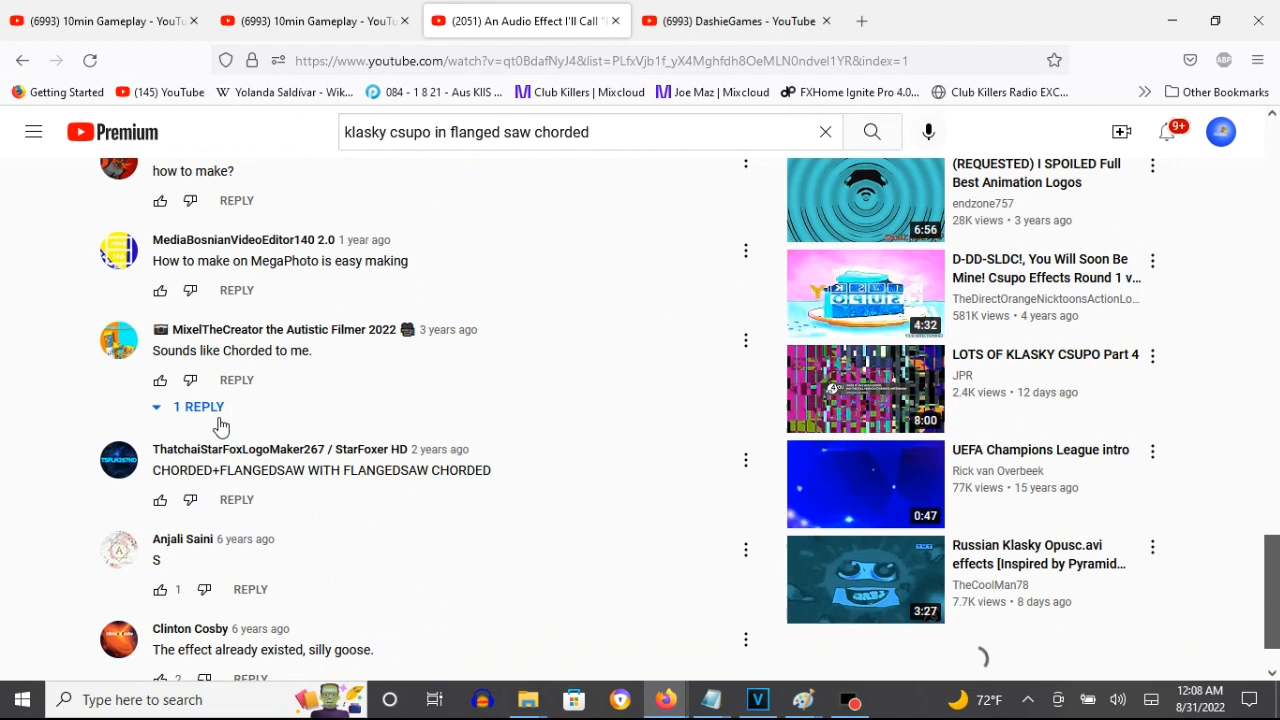 (6993) 10min Gameplay - YouTu
(6993) 10min Gameplay - YouTu
(2051) An Audio Effect I'll Call "
(6993) DashieGames - YouTube
https://www.youtube.com/watch?v=qt0BdafNyJ4&list=PLfxVjb1f_yX4Mghfdh8OeMLN0ndvel1YR&index=1
ABP
Getting Started
(145) YouTube
Yolanda Saldívar - Wik...
084 - 1 8 21 - Aus KIIS ...
Club Killers | Mixcloud
Joe Maz | Mixcloud
FXHome Ignite Pro 4.0...
Club Killers Radio EXC...
Other Bookmarks
Premium
klasky csupo in flanged saw chorded
9+
how to make?
REPLY
MediaBosnianVideoEditor140 2.0 1 year ago
How to make on MegaPhoto is easy making
REPLY
📷 MixelTheCreator the Autistic Filmer 2022 3 years ago
Sounds like Chorded to me.
REPLY
1 REPLY
ThatchaiStarFoxLogoMaker267 / StarFoxer HD 2 years ago
CHORDED+FLANGEDSAW WITH FLANGEDSAW CHORDED
REPLY
Anjali Saini 6 years ago
S
1 REPLY
Clinton Cosby 6 years ago
The effect already existed, silly goose.
2 REPLY
(REQUESTED) I SPOILED Full
Best Animation Logos
endzone757
28K views • 3 years ago
6:56
D-DD-SLDC!, You Will Soon Be
Mine! Csupo Effects Round 1 v...
TheDirectOrangeNicktoonsActionLo...
581K views • 4 years ago
4:32
LOTS OF KLASKY CSUPO Part 4
JPR
2.4K views • 12 days ago
8:00
UEFA Champions League intro
Rick van Overbeek
77K views • 15 years ago
0:47
Russian Klasky Opusc.avi
effects [Inspired by Pyramid...
TheCoolMan78
7.7K views • 8 days ago
3:27
Type here to search
72°F
12:08 AM
8/31/2022